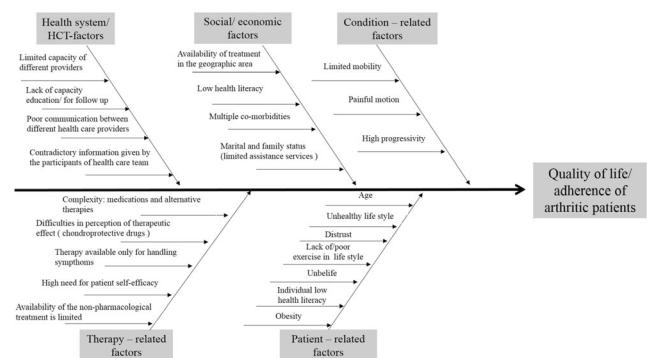 Health system/
HCT-factors
Social/ economic
factors
Condition – related
factors
Limited capacity of
different providers
Lack of capacity
education/ for follow up
Poor communication between
different health care providers
Contradictory information given by
the participants of health care team
Availability of treatment
in the geographic area
Low health literacy
Multiple co-morbidities
Marital and family status
(limited assistance services )
Limited mobility
Painful motion
High progressivity
Quality of life/
adherence of
arthritic patients
Complexity: medications and alternative
therapies
Difficulties in perception of therapeutic
effect ( chondroprotective drugs )
Therapy available only for handling
sympthoms
High need for patient self-efficacy
Availability of the non-pharmacological
treatment is limited
Age
Unhealthy life style
Distrust
Lack of/poor
exercise in life style
Unbelife
Individual low
health literacy
Obesity
Therapy – related
factors
Patient – related
factors